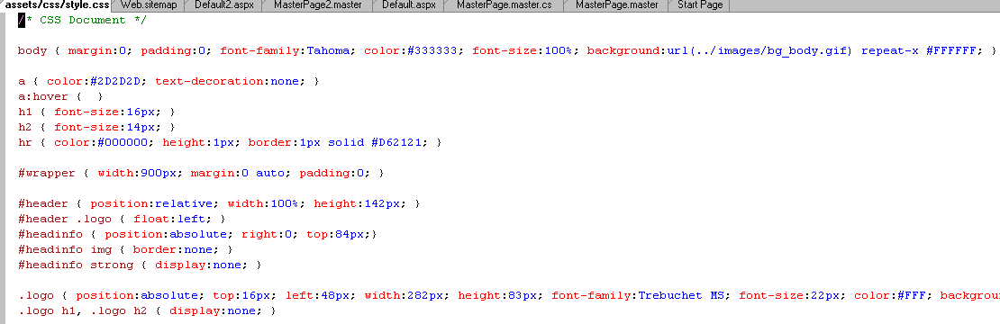 assets/css/style.css Web.sitemap Default2.aspx MasterPage2.master Default.aspx MasterPage.master.cs MasterPage.master Start Page
/* CSS Document */
body { margin:0; padding:0; font-family:Tahoma; color:#333333; font-size:100%; background:url(../images/bg_body.gif) repeat-x #FFFFFF; }
a { color:#2D2D2D; text-decoration:none; }
a:hover {  }
h1 { font-size:16px; }
h2 { font-size:14px; }
hr { color:#000000; height:1px; border:1px solid #D62121; }
#wrapper { width:900px; margin:0 auto; padding:0; }
#header { position:relative; width:100%; height:142px; }
#header .logo { float:left; }
#headinfo { position:absolute; right:0; top:84px;}
#headinfo img { border:none; }
#headinfo strong { display:none; }
.logo { position:absolute; top:16px; left:48px; width:282px; height:83px; font-family:Trebuchet MS; font-size:22px; color:#FFF; backgroun
.logo h1, .logo h2 { display:none; }